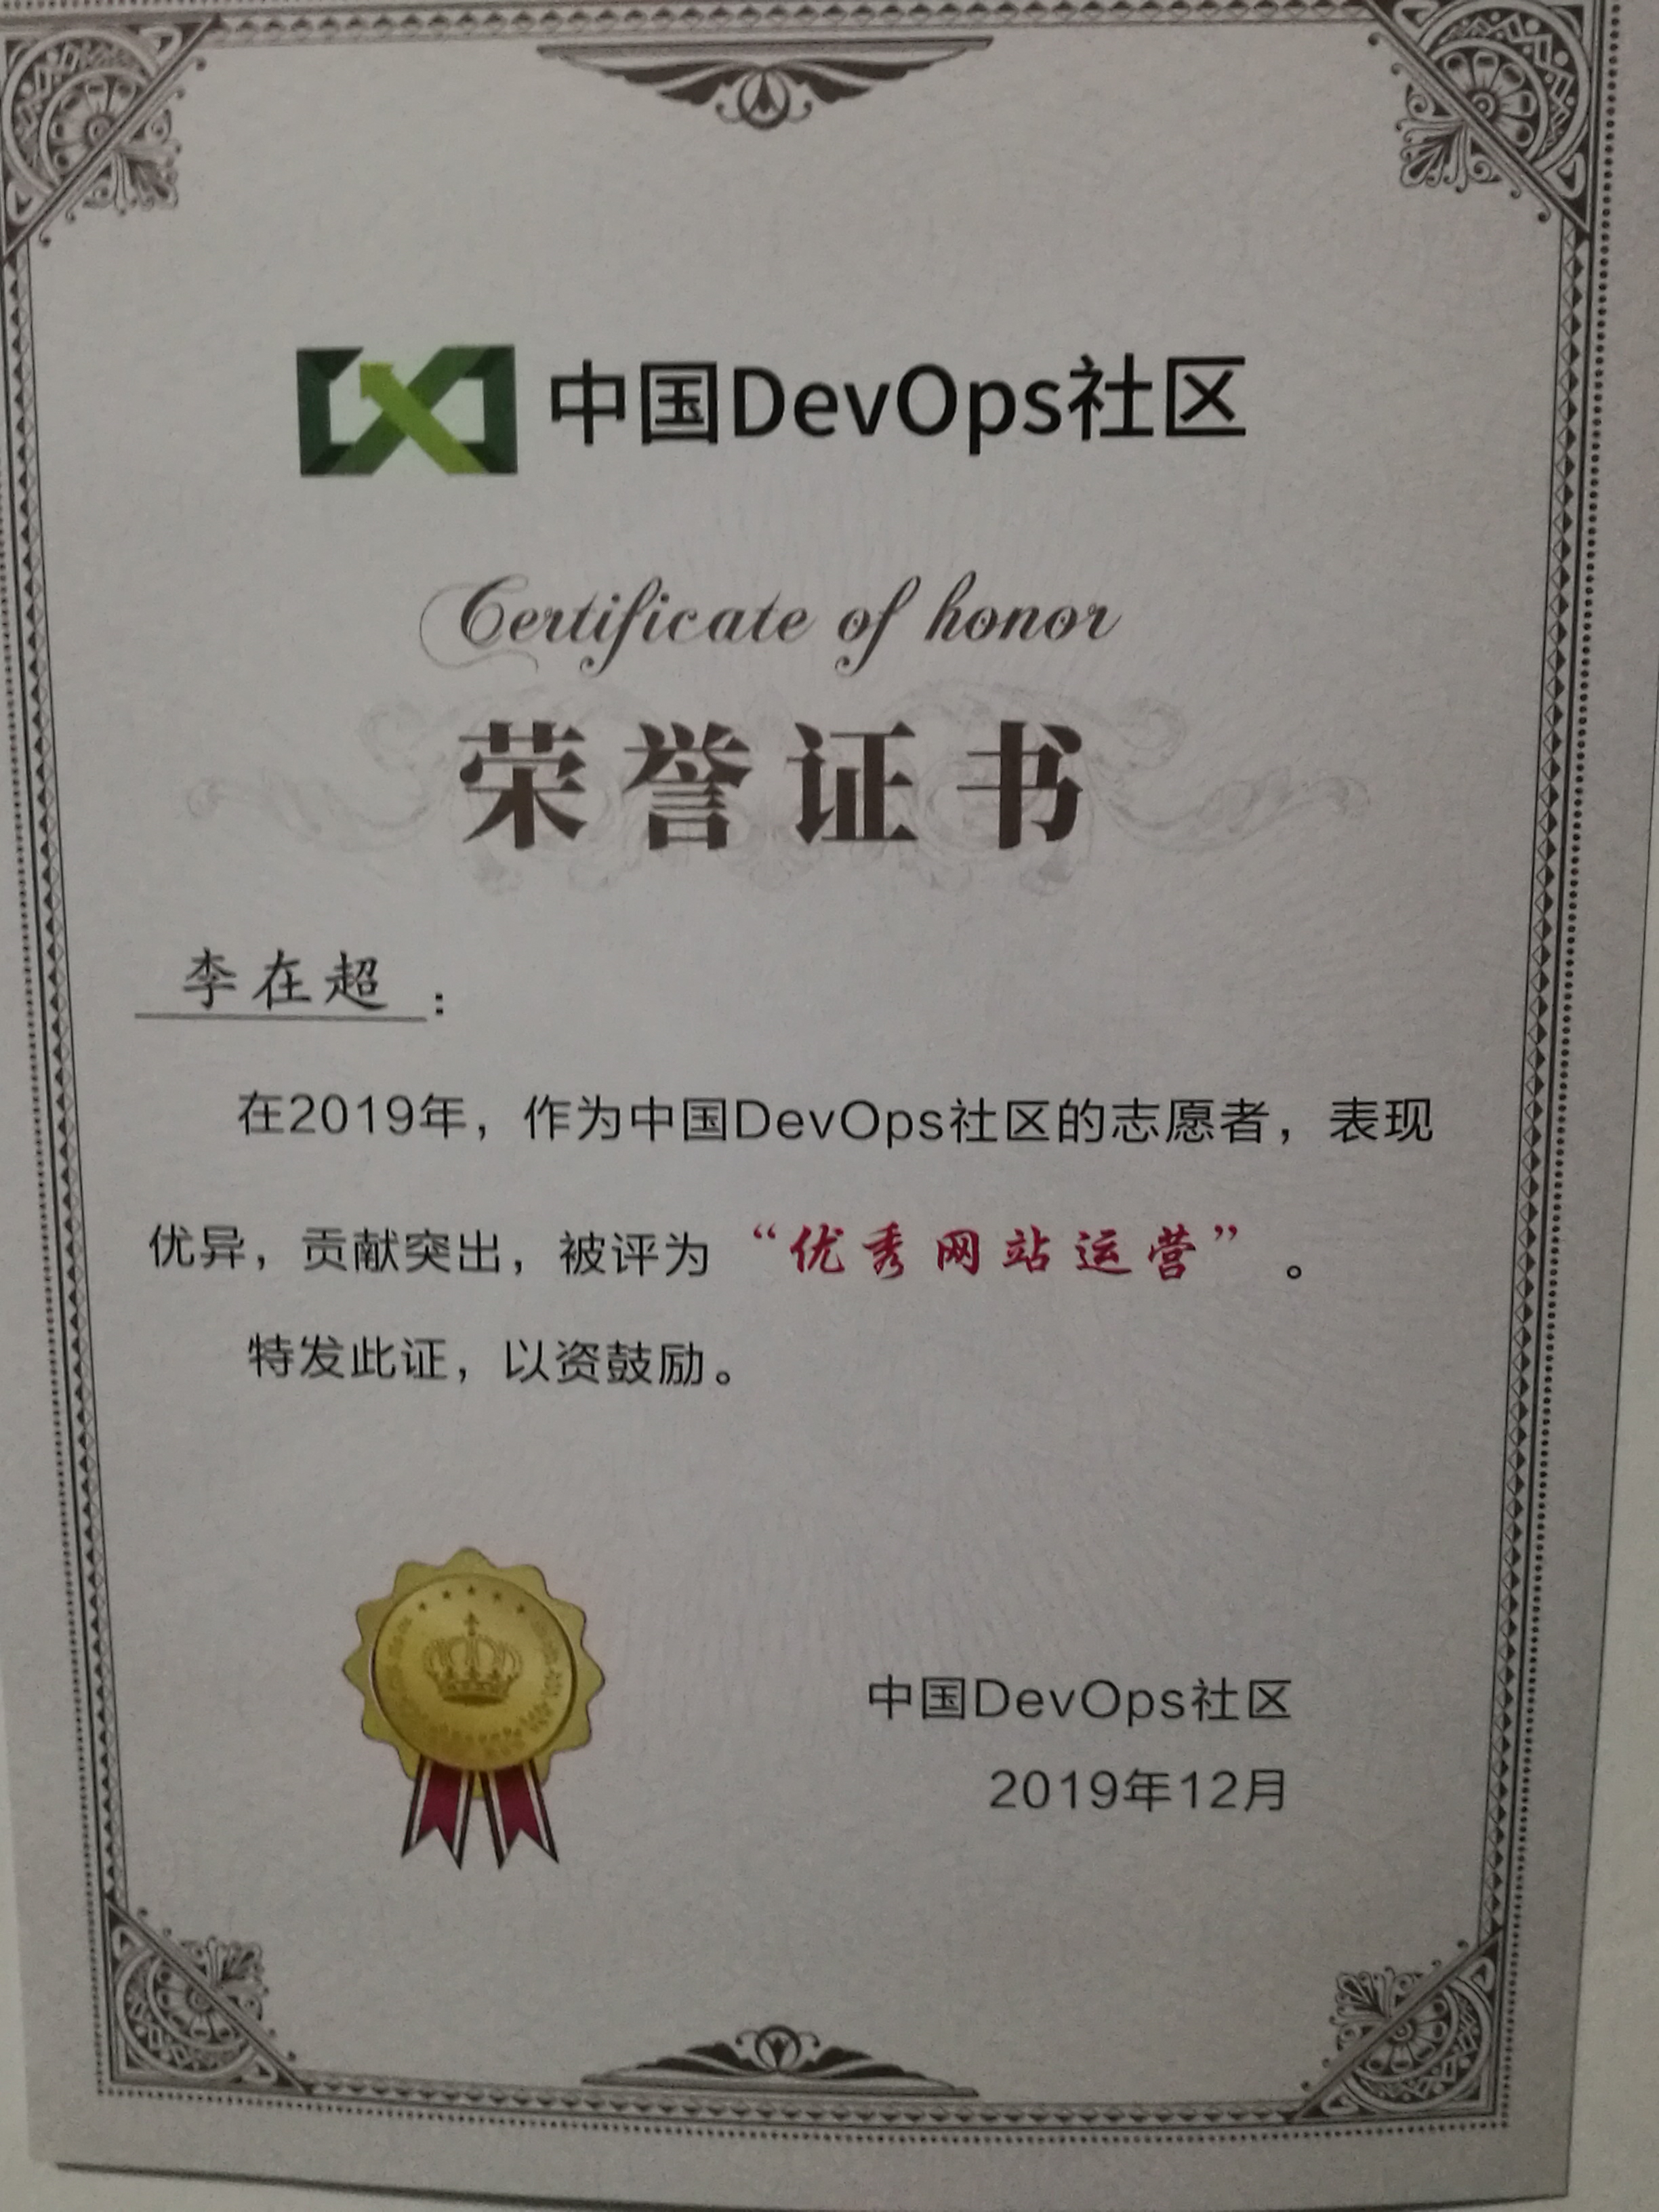 中国DevOps社区
Certificate of honor
荣誉证书
李在超：
在2019年，作为中国DevOps社区的志愿者，表现
优异，贡献突出，被评为“优秀网站运营”。
特发此证，以资鼓励。
中国DevOps社区
2019年12月